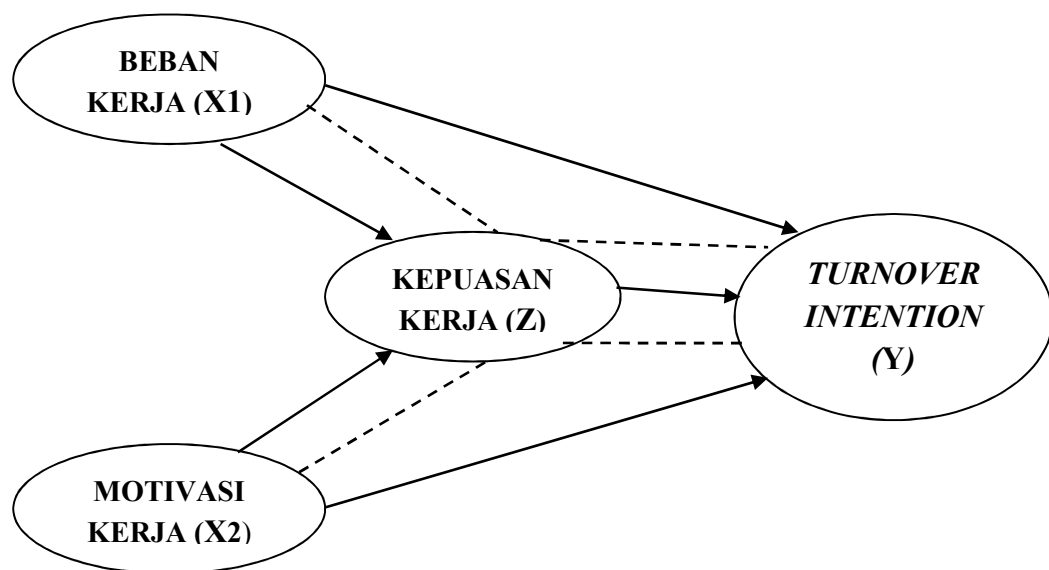 BEBAN
KERJA (X1)
KEPUASAN
KERJA (Z)
TURNOVER
INTENTION
(Y)
MOTIVASI
KERJA (X2)